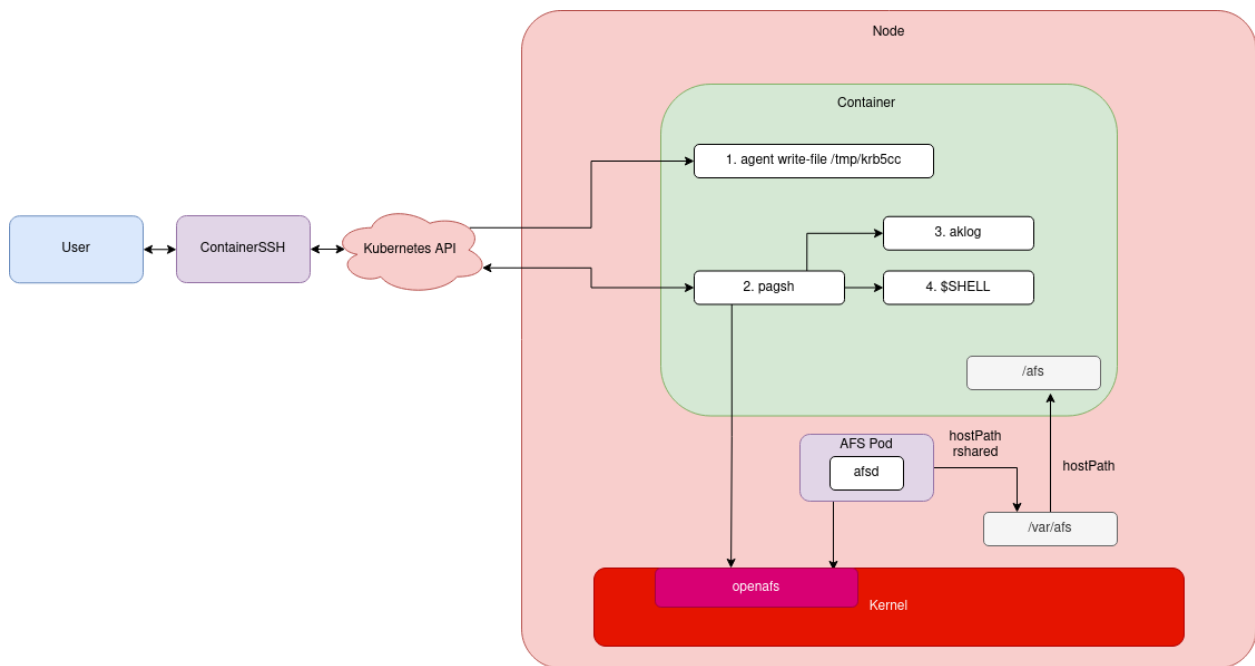 Node
Container
1. agent write-file /tmp/krb5cc
User
ContainerSSH
Kubernetes API
3. aklog
2. pagsh
4. $SHELL
/afs
AFS Pod
afsd
hostPath
rshared
hostPath
/var/afs
openafs
Kernel